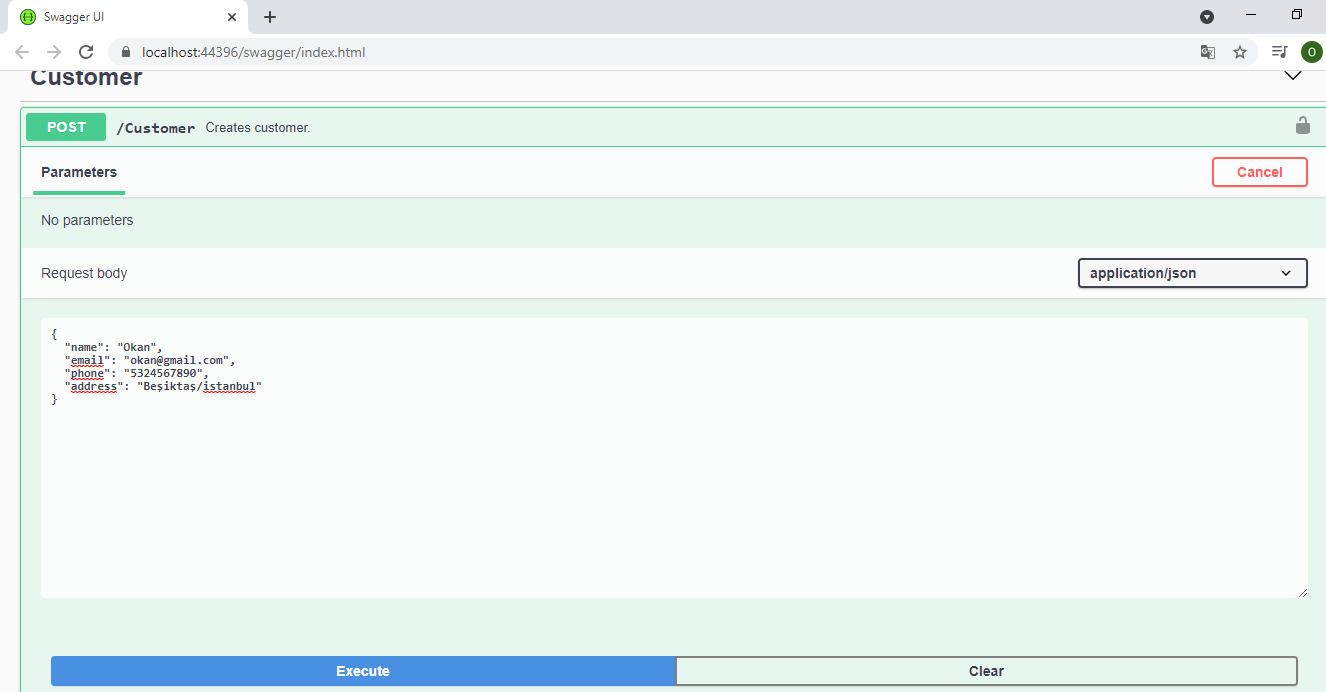 Swagger UI
localhost:44396/swagger/index.html
O
Customer
POST /Customer Creates customer.
Parameters
Cancel
No parameters
Request body
application/json
{
"name": "Okan",
"email": "okan@gmail.com",
"phone": "5324567890",
"address": "Beşiktaş/istanbul"
}
Execute
Clear